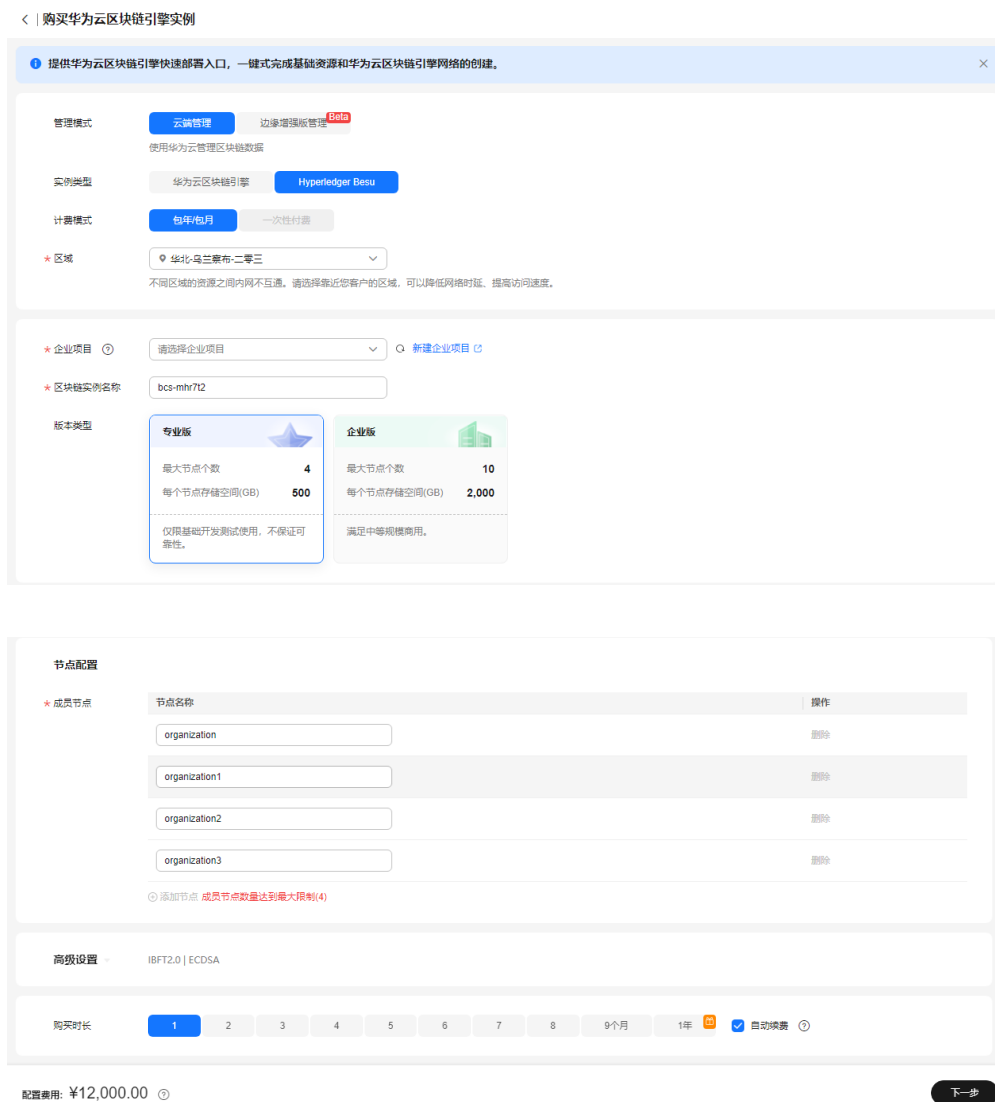 购买华为云区块链引擎实例
提供华为云区块链引擎快速部署入口，一键式完成基础资源和华为云区块链引擎网络的创建。
管理模式 云端管理 边缘增强版管理 Beta
使用华为云管理区块链数据
实例类型 华为云区块链引擎 Hyperledger Besu
计费模式 包年/包月 一次性付费
* 区域 华北-乌兰察布-二零三
不同区域的资源之间内网不互通。请选择靠近您客户的区域，可以降低网络时延、提高访问速度。
* 企业项目 请选择企业项目 新建企业项目
* 区块链实例名称 bcs-mhr7t2
版本类型 专业版 企业版
最大节点个数 4 最大节点个数 10
每个节点存储空间(GB) 500 每个节点存储空间(GB) 2,000
仅限基础开发测试使用，不保证可 满足中等规模商用。
靠性。
节点配置
* 成员节点 节点名称 操作
organization 删除
organization1 删除
organization2 删除
organization3 删除
添加节点 成员节点数量达到最大限制(4)
高级设置 IBFT2.0 | ECDSA
购买时长 1 2 3 4 5 6 7 8 9个月 1年 自动续费
配置费用: ¥12,000.00 下一步